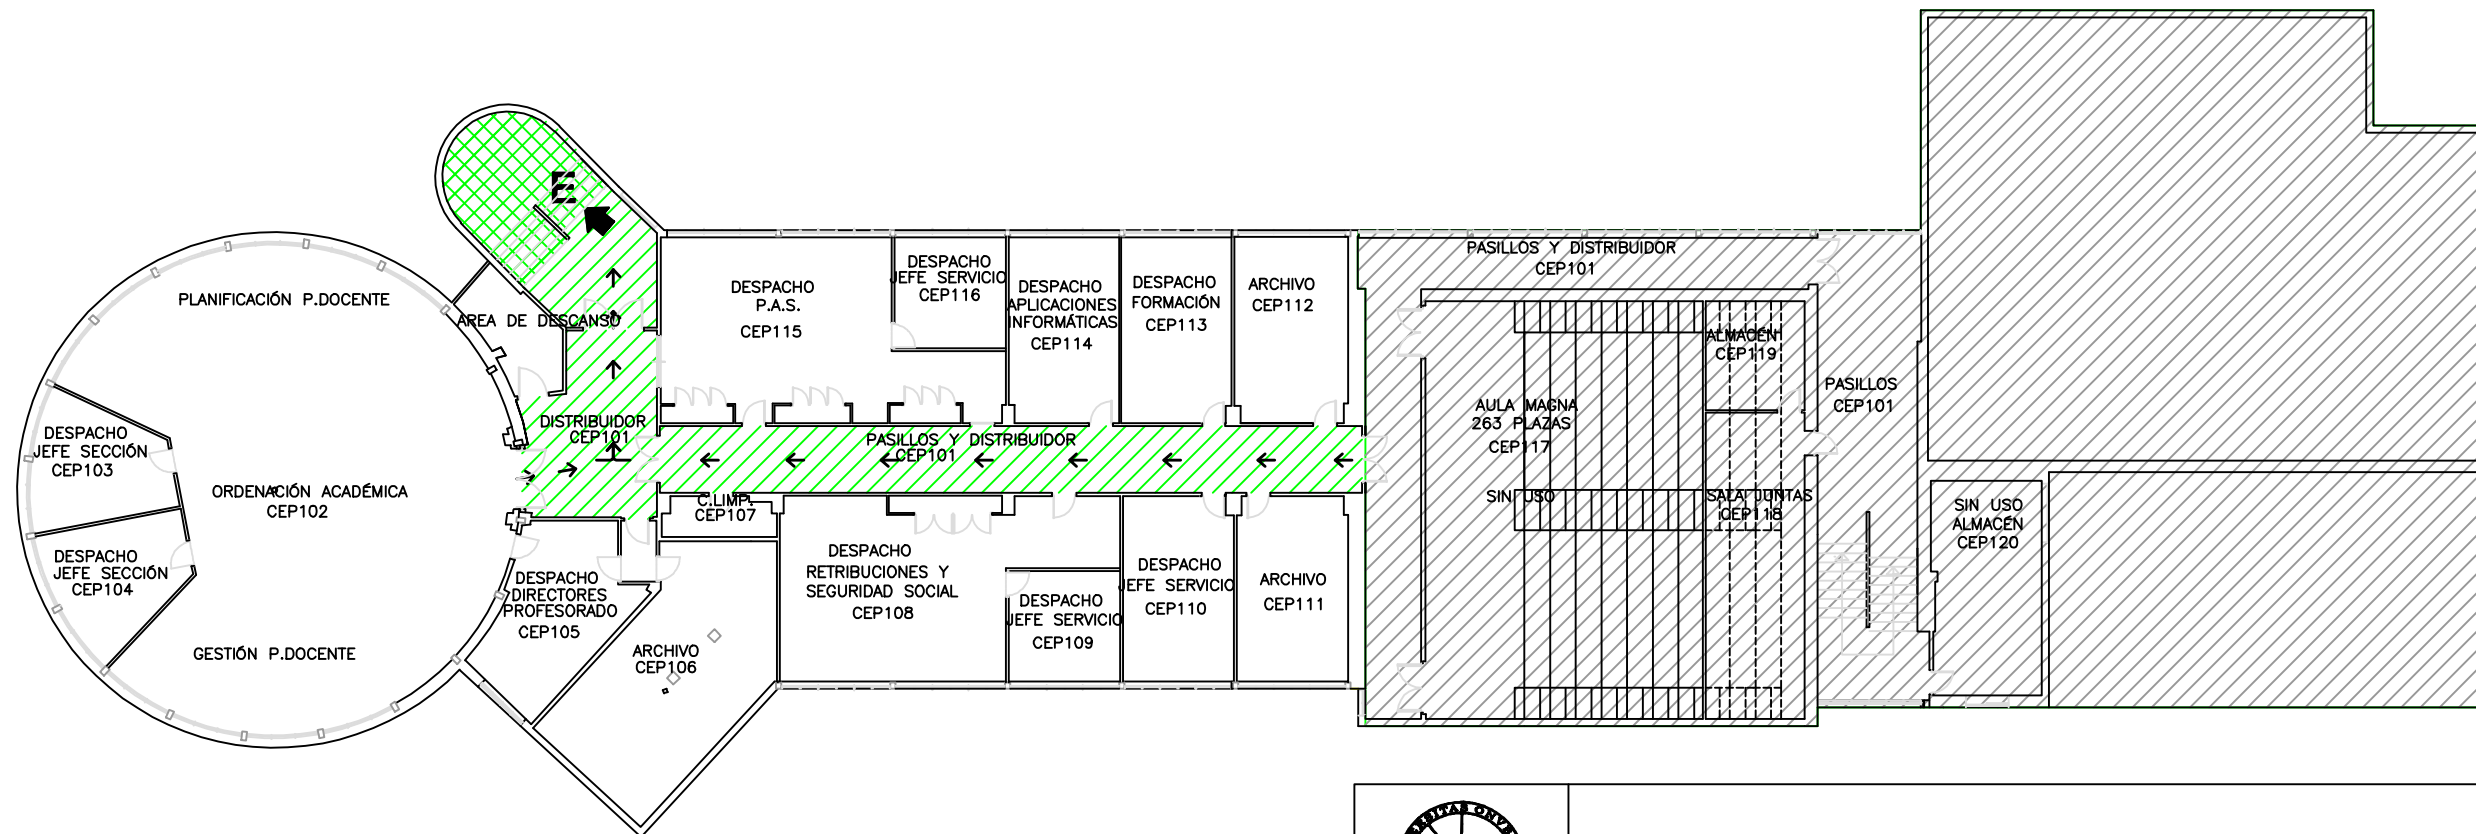 E
PLANIFICACIÓN P.DOCENTE
AREA DE DESCANSO
DESPACHO
JEFE SECCIÓN
CEP103
ORDENACIÓN ACADÉMICA
CEP102
DESPACHO
JEFE SECCIÓN
CEP104
GESTIÓN P.DOCENTE
DISTRIBUIDOR
CEP101
DESPACHO
DIRECTORES
PROFESORADO
CEP105
ARCHIVO
CEP106
C.LIMP.
CEP107
DESPACHO
P.A.S.
CEP115
DESPACHO
JEFE SERVICIO
CEP116
DESPACHO
APLICACIONES
INFORMÁTICAS
CEP114
DESPACHO
FORMACIÓN
CEP113
ARCHIVO
CEP112
PASILLOS Y DISTRIBUIDOR
CEP101
DESPACHO
RETRIBUCIONES Y
SEGURIDAD SOCIAL
CEP108
DESPACHO
JEFE SERVICIO
CEP109
DESPACHO
JEFE SERVICIO
CEP110
ARCHIVO
CEP111
PASILLOS Y DISTRIBUIDOR
CEP101
AULA MAGNA
263 PLAZAS
CEP117
SIN USO
ALMACÉN
CEP119
SALA JUNTAS
CEP118
PASILLOS
CEP101
SIN USO
ALMACÉN
CEP120